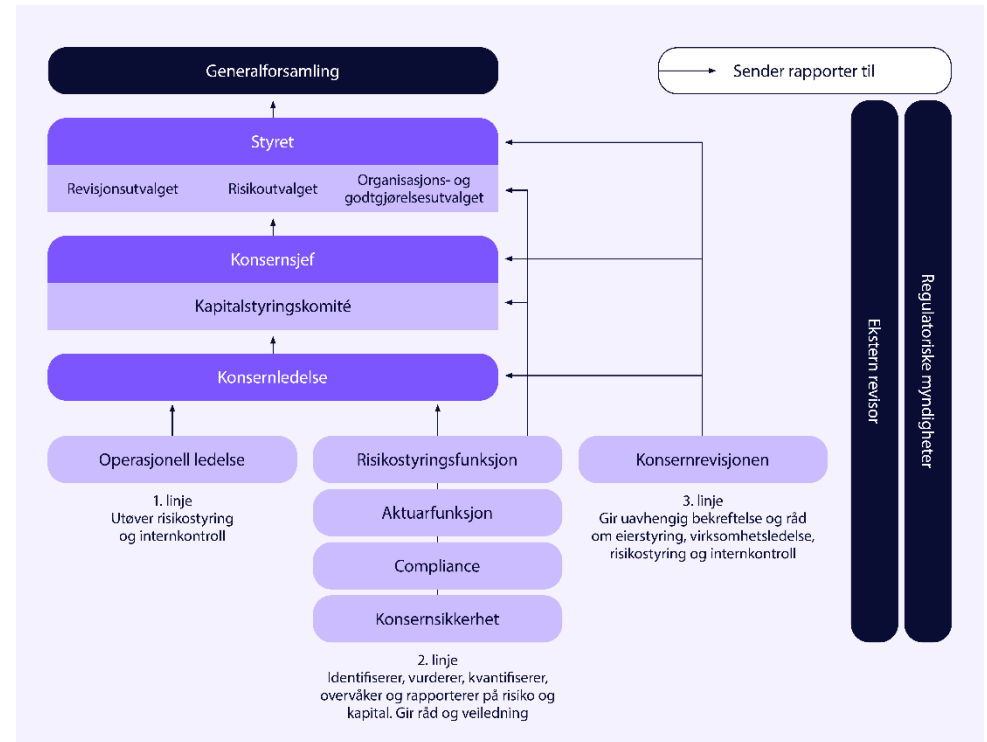 Generalforsamling
Sender rapporter til
Styret
Revisjonsutvalget
Risikoutvalget
Organisasjons- og
godtgjørelsesutvalget
Konsernsjef
Kapitalstyringskomité
Konsernledelse
Operasjonell ledelse
1. linje
Utøver risikostyring
og internkontroll
Risikostyringsfunksjon
Aktuarfunksjon
Compliance
Konsernsikkerhet
2. linje
Identifiserer, vurderer, kvantifiserer,
overvåker og rapporterer på risiko og
kapital. Gir råd og veiledning
Konsernrevisjonen
3. linje
Gir uavhengig bekreftelse og råd
om eierstyring, virksomhetsledelse,
risikostyring og internkontroll
Ekstern revisor
Regulatoriske myndigheter